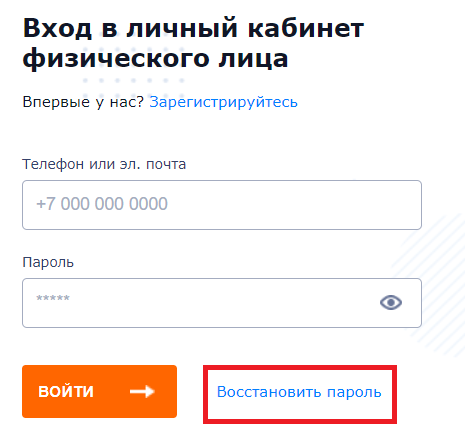 Вход в личный кабинет
физического лица
Впервые у нас? Зарегистрируйтесь
Телефон или эл. почта
+7 000 000 0000
Пароль
*****
ВОЙТИ
Восстановить пароль